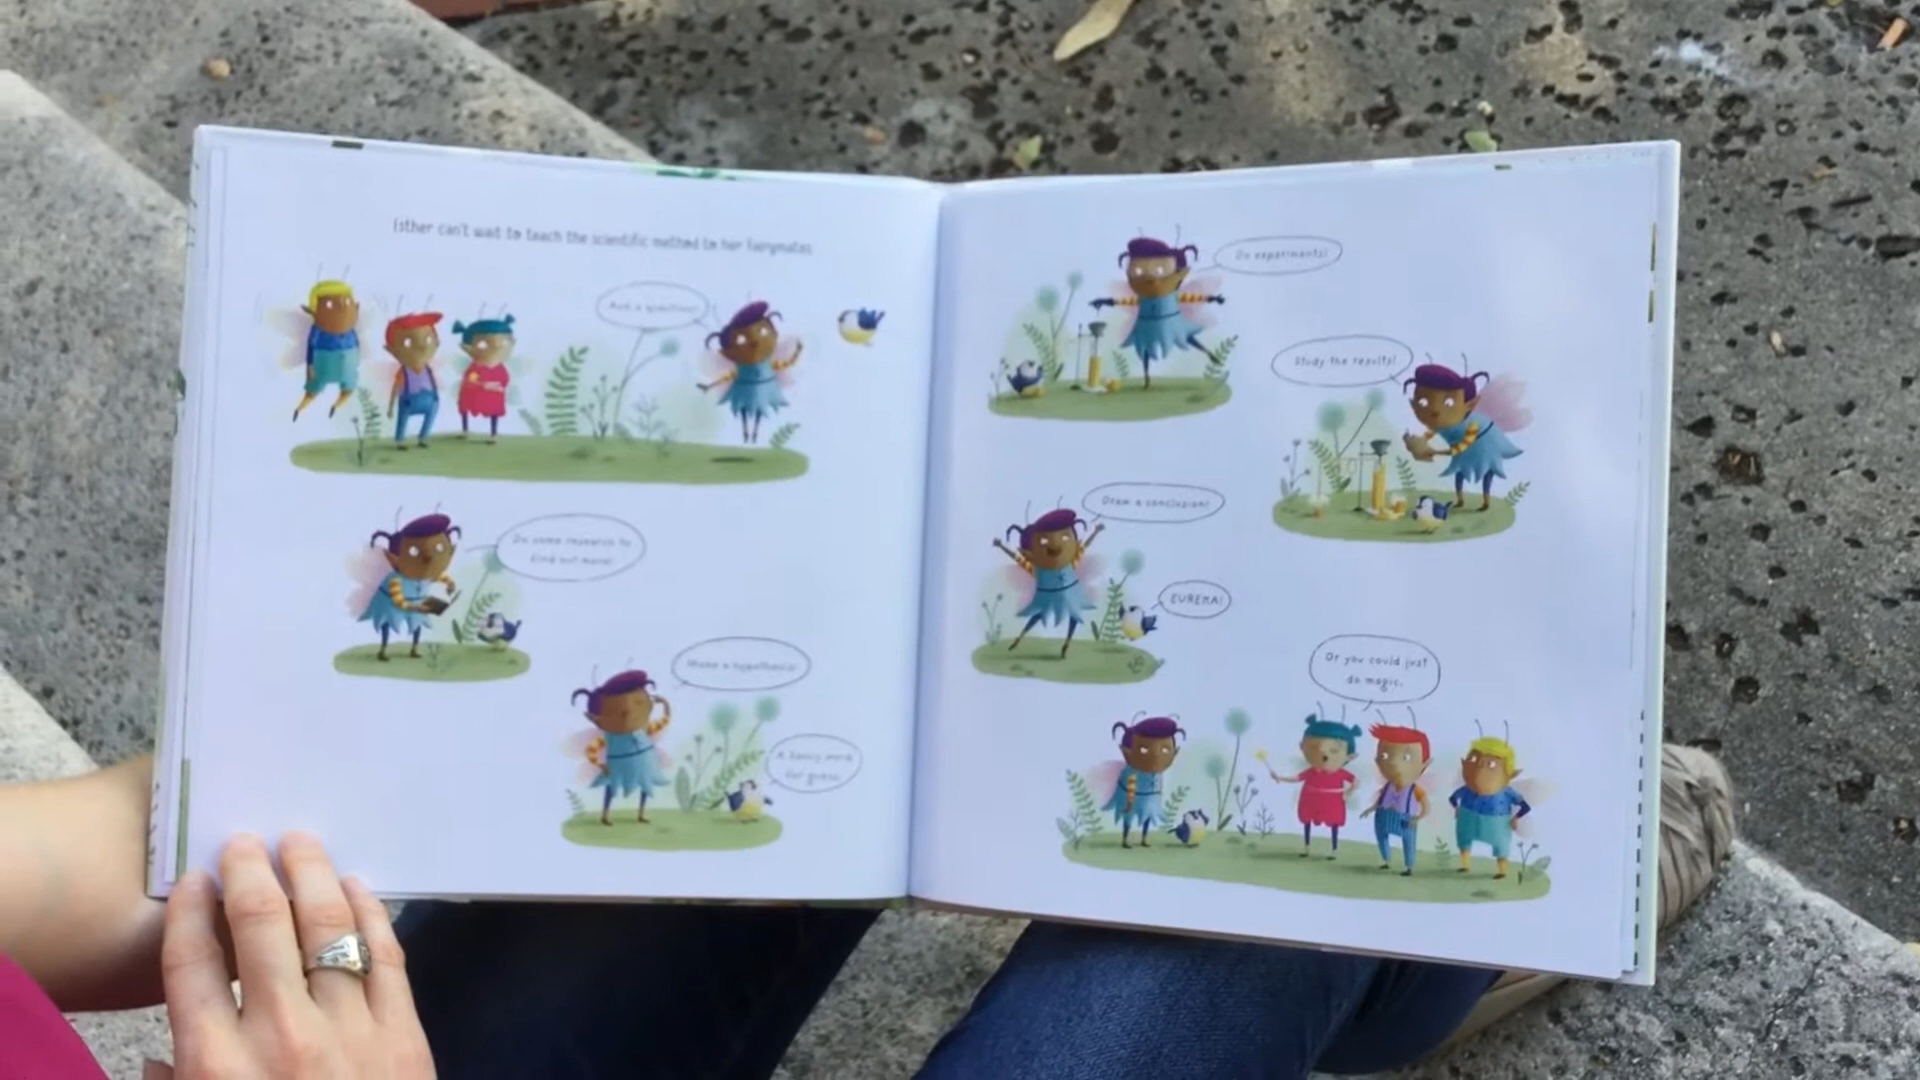 Esther can't wait to teach the scientific method to her fairymates
Ask a question!
Do some research to
find out more!
Make a hypothesis!
A fancy word
for guess.
Do experiments!
Study the results!
Draw a conclusion!
EUREKA!
Or you could just
do magic.